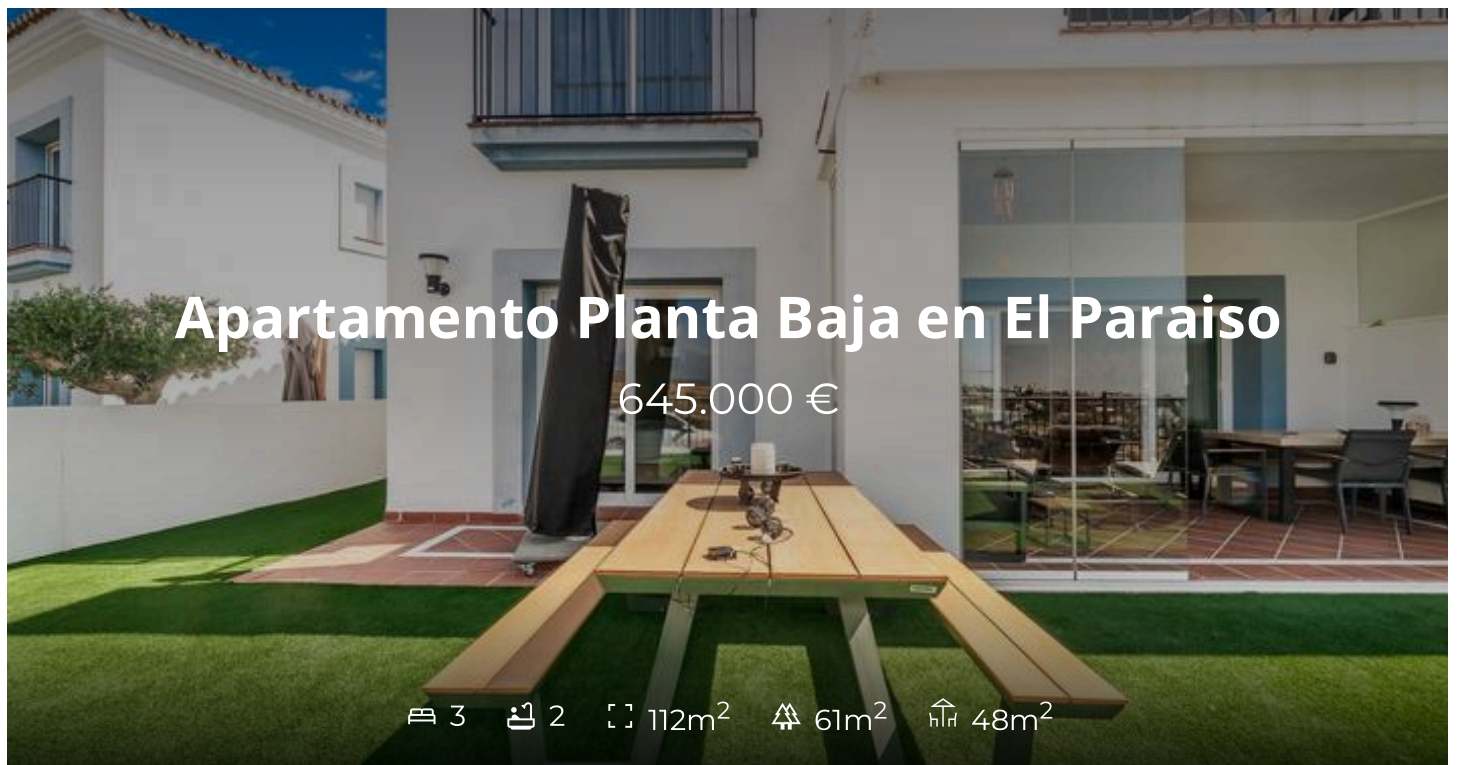 Apartamento Planta Baja en El Paraiso
645.000 €
3 2 112m² 61m² 48m²